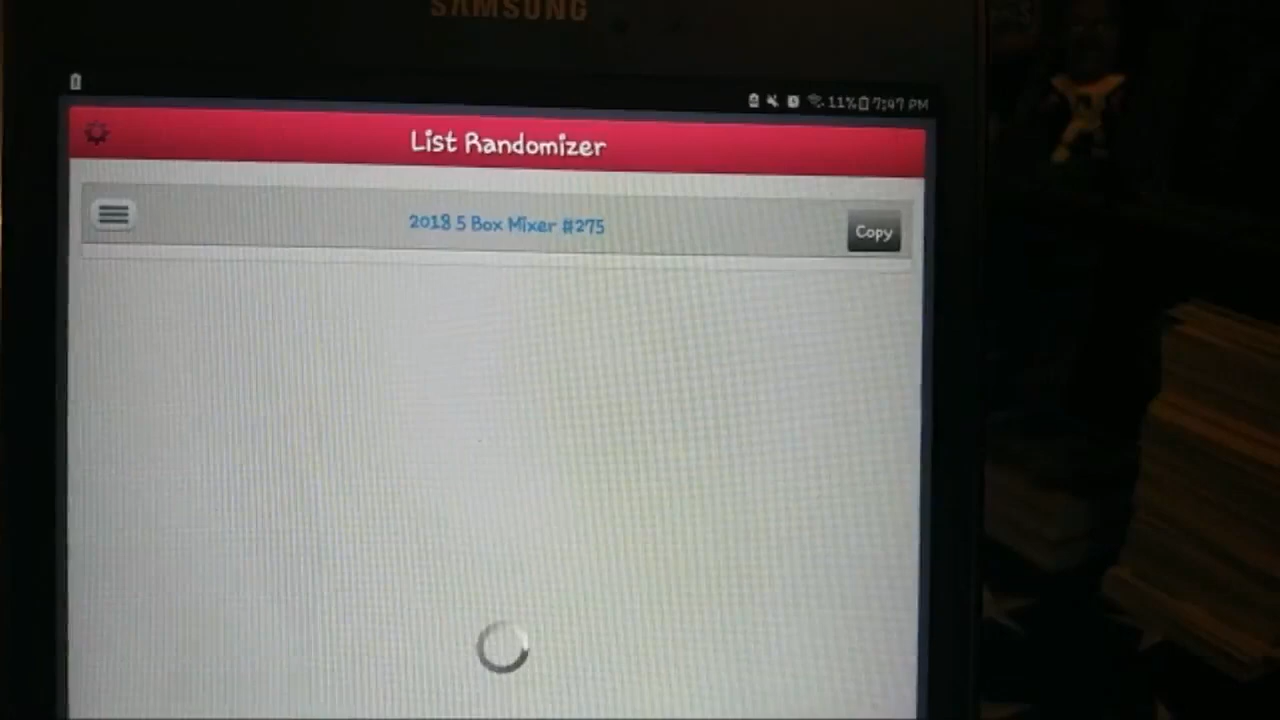 SAMSUNG
11% 7:47 PM
List Randomizer
2018 5 Box Mixer #275
Copy